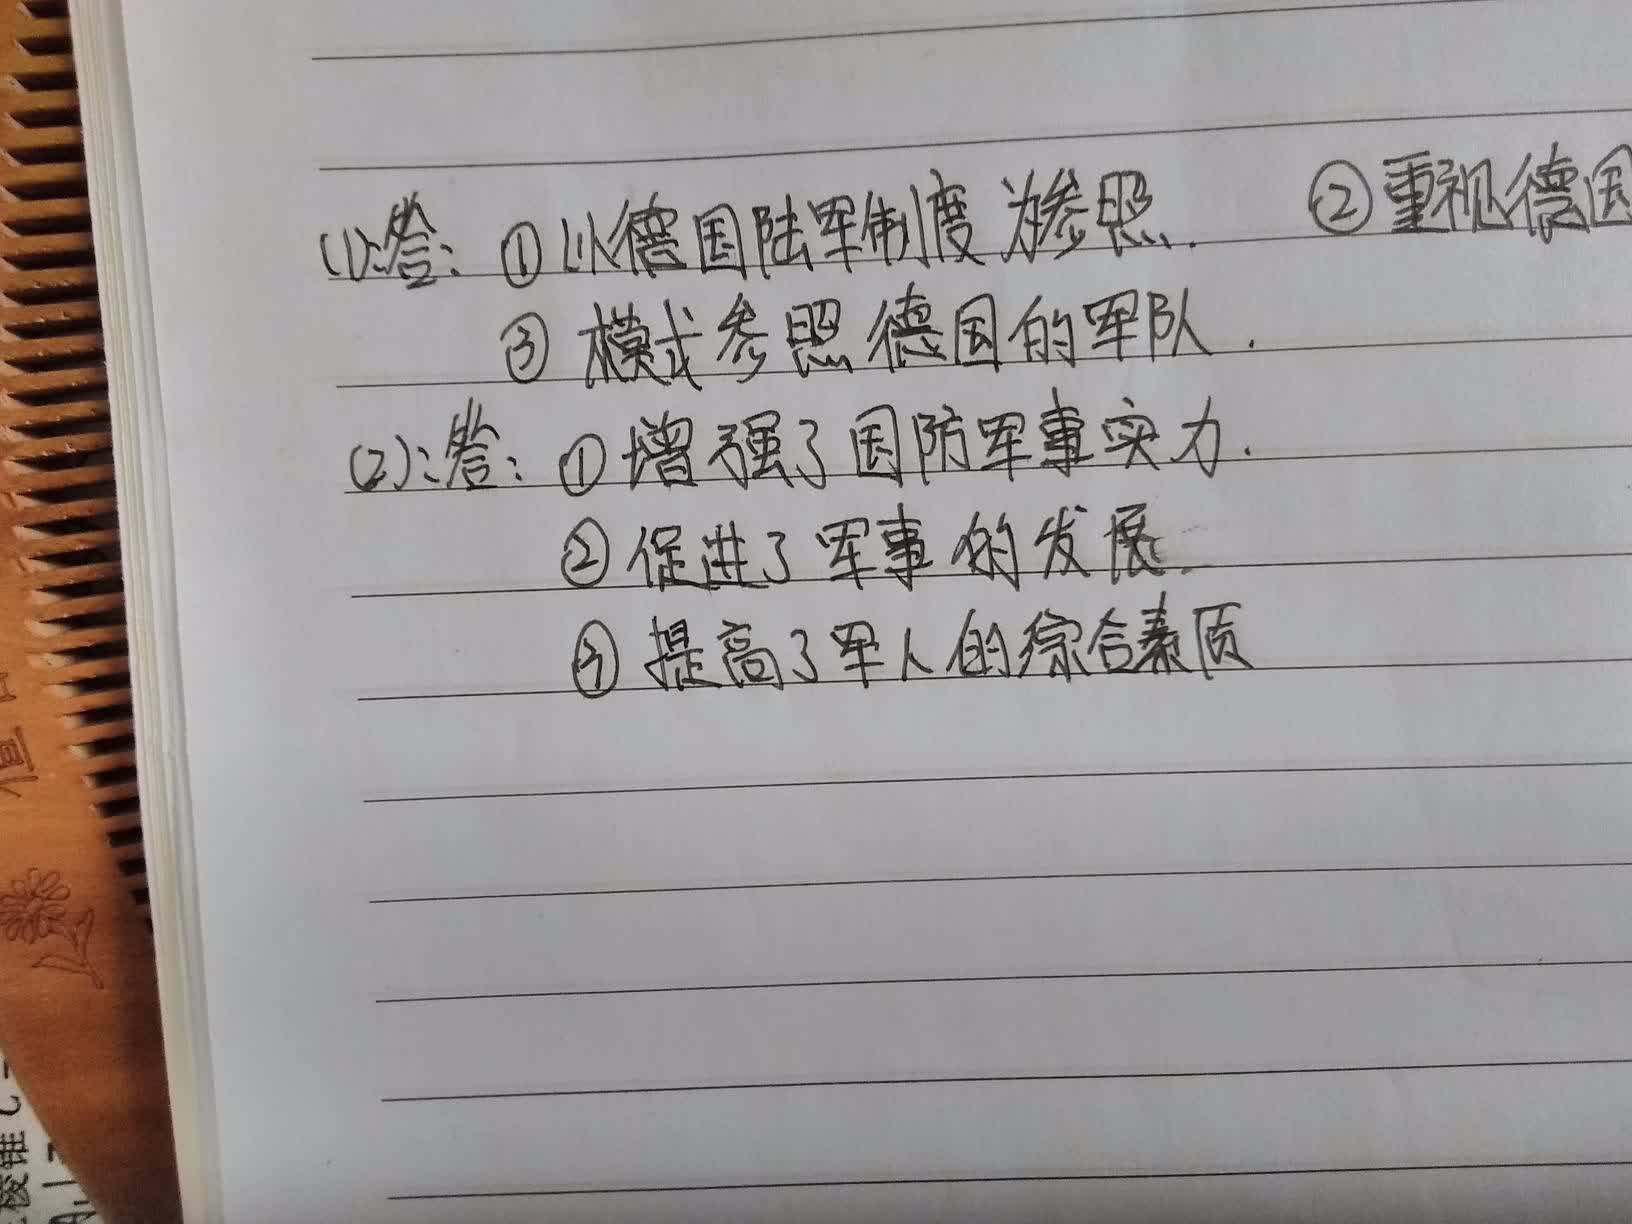 (1):答：①以德国陆军制度为参照． ②重视德国
③模式参照德国的军队．
(2):答：①增强了国防军事实力．
②促进了军事的发展．
③提高了军人的综合素质